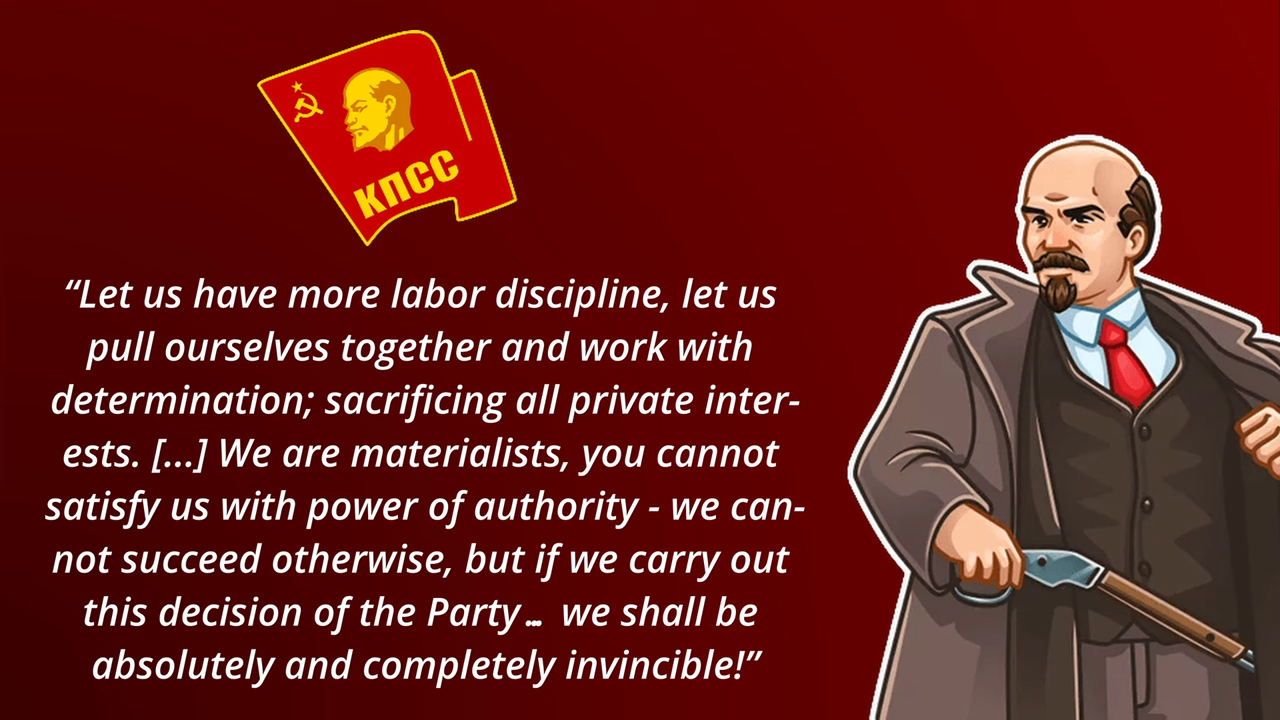 КПСС
“Let us have more labor discipline, let us
pull ourselves together and work with
determination; sacrificing all private inter-
ests. [...] We are materialists, you cannot
satisfy us with power of authority - we can-
not succeed otherwise, but if we carry out
this decision of the Party... we shall be
absolutely and completely invincible!”